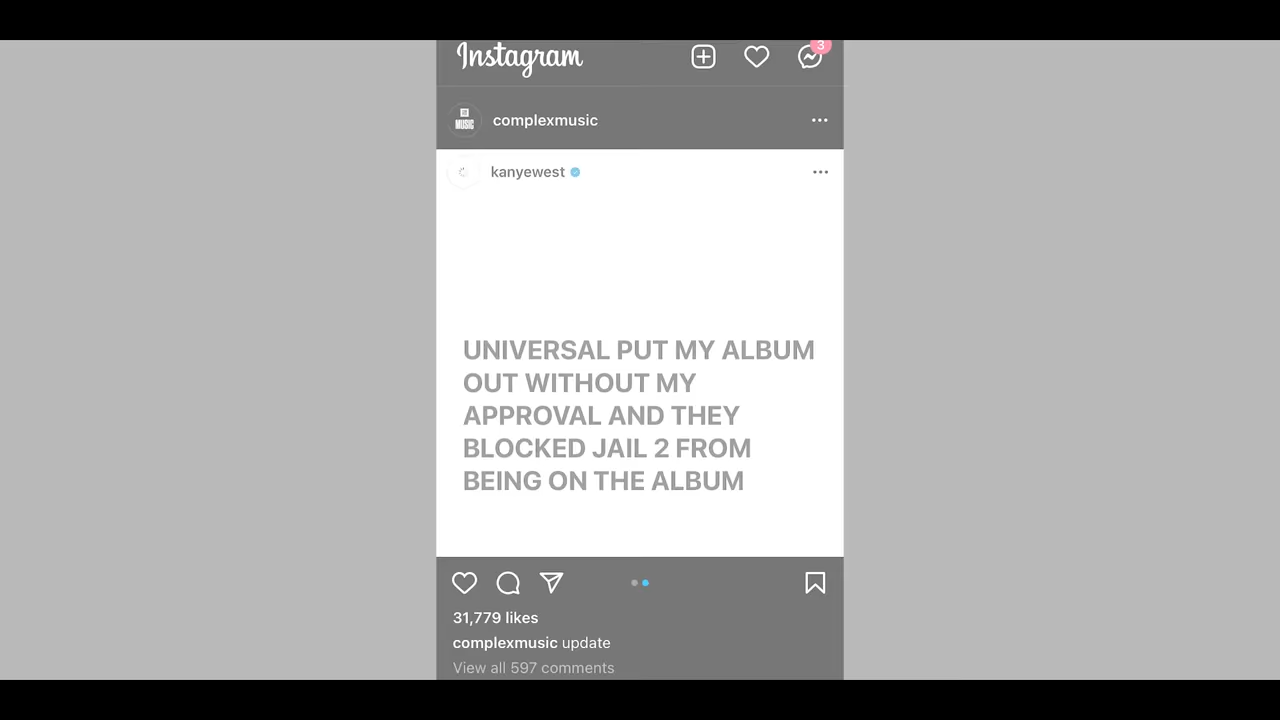 Instagram
3
complexmusic
MUSIC
kanyewest
UNIVERSAL PUT MY ALBUM
OUT WITHOUT MY
APPROVAL AND THEY
BLOCKED JAIL 2 FROM
BEING ON THE ALBUM
31,779 likes
complexmusic update
View all 597 comments